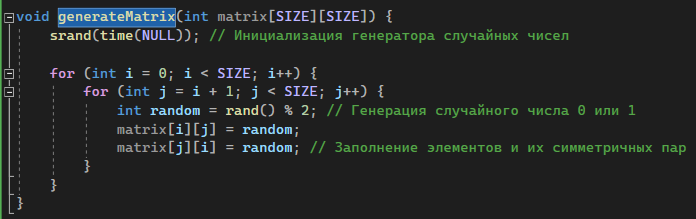 void generateMatrix(int matrix[SIZE][SIZE]) {
    srand(time(NULL)); // Инициализация генератора случайных чисел

    for (int i = 0; i < SIZE; i++) {
        for (int j = i + 1; j < SIZE; j++) {
            int random = rand() % 2; // Генерация случайного числа 0 или 1
            matrix[i][j] = random;
            matrix[j][i] = random; // Заполнение элементов и их симметричных пар
        }
    }
}